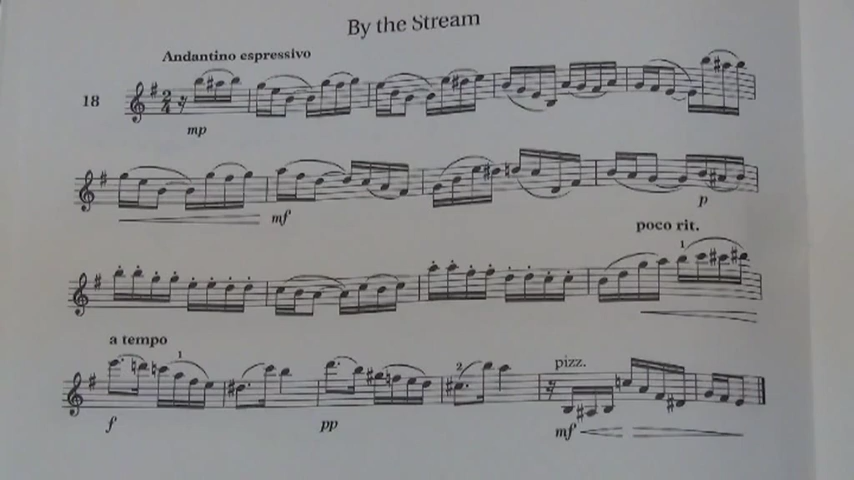 By the Stream
Andantino espressivo
18
mp
mf
p
poco rit.
1
a tempo
1
2
pizz.
f
pp
mf